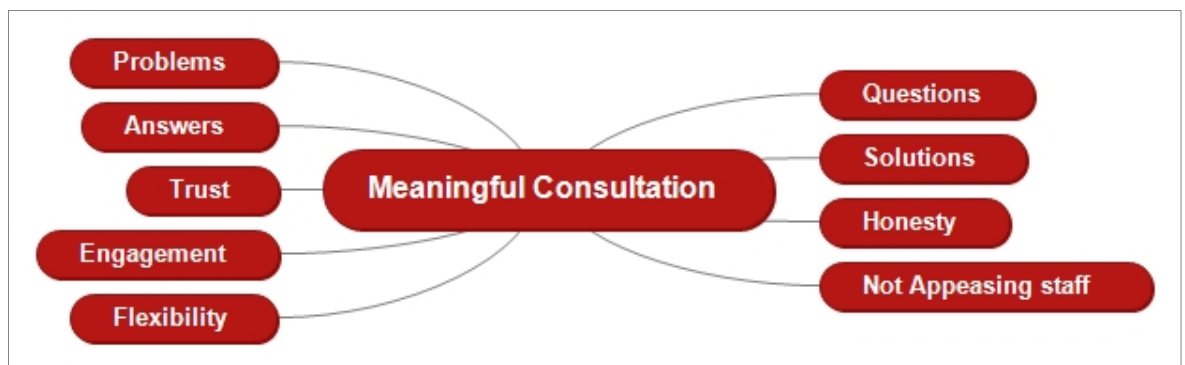 Problems
Answers
Trust
Engagement
Flexibility
Meaningful Consultation
Questions
Solutions
Honesty
Not Appeasing staff